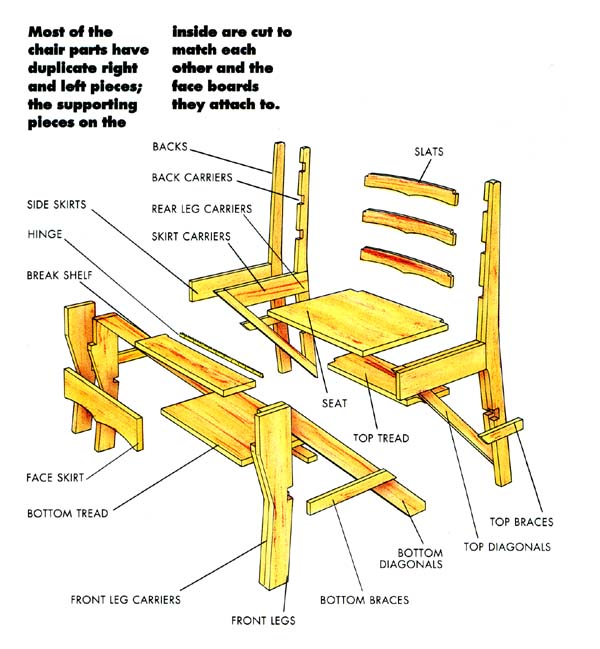 Most of the
chair parts have
duplicate right
and left pieces;
the supporting
pieces on the
inside are cut to
match each
other and the
face boards
they attach to.
BACKS
SLATS
BACK CARRIERS
SIDE SKIRTS
REAR LEG CARRIERS
HINGE
SKIRT CARRIERS
BREAK SHELF
SEAT
TOP TREAD
FACE SKIRT
BOTTOM TREAD
TOP BRACES
TOP DIAGONALS
BOTTOM
DIAGONALS
FRONT LEG CARRIERS
BOTTOM BRACES
FRONT LEGS